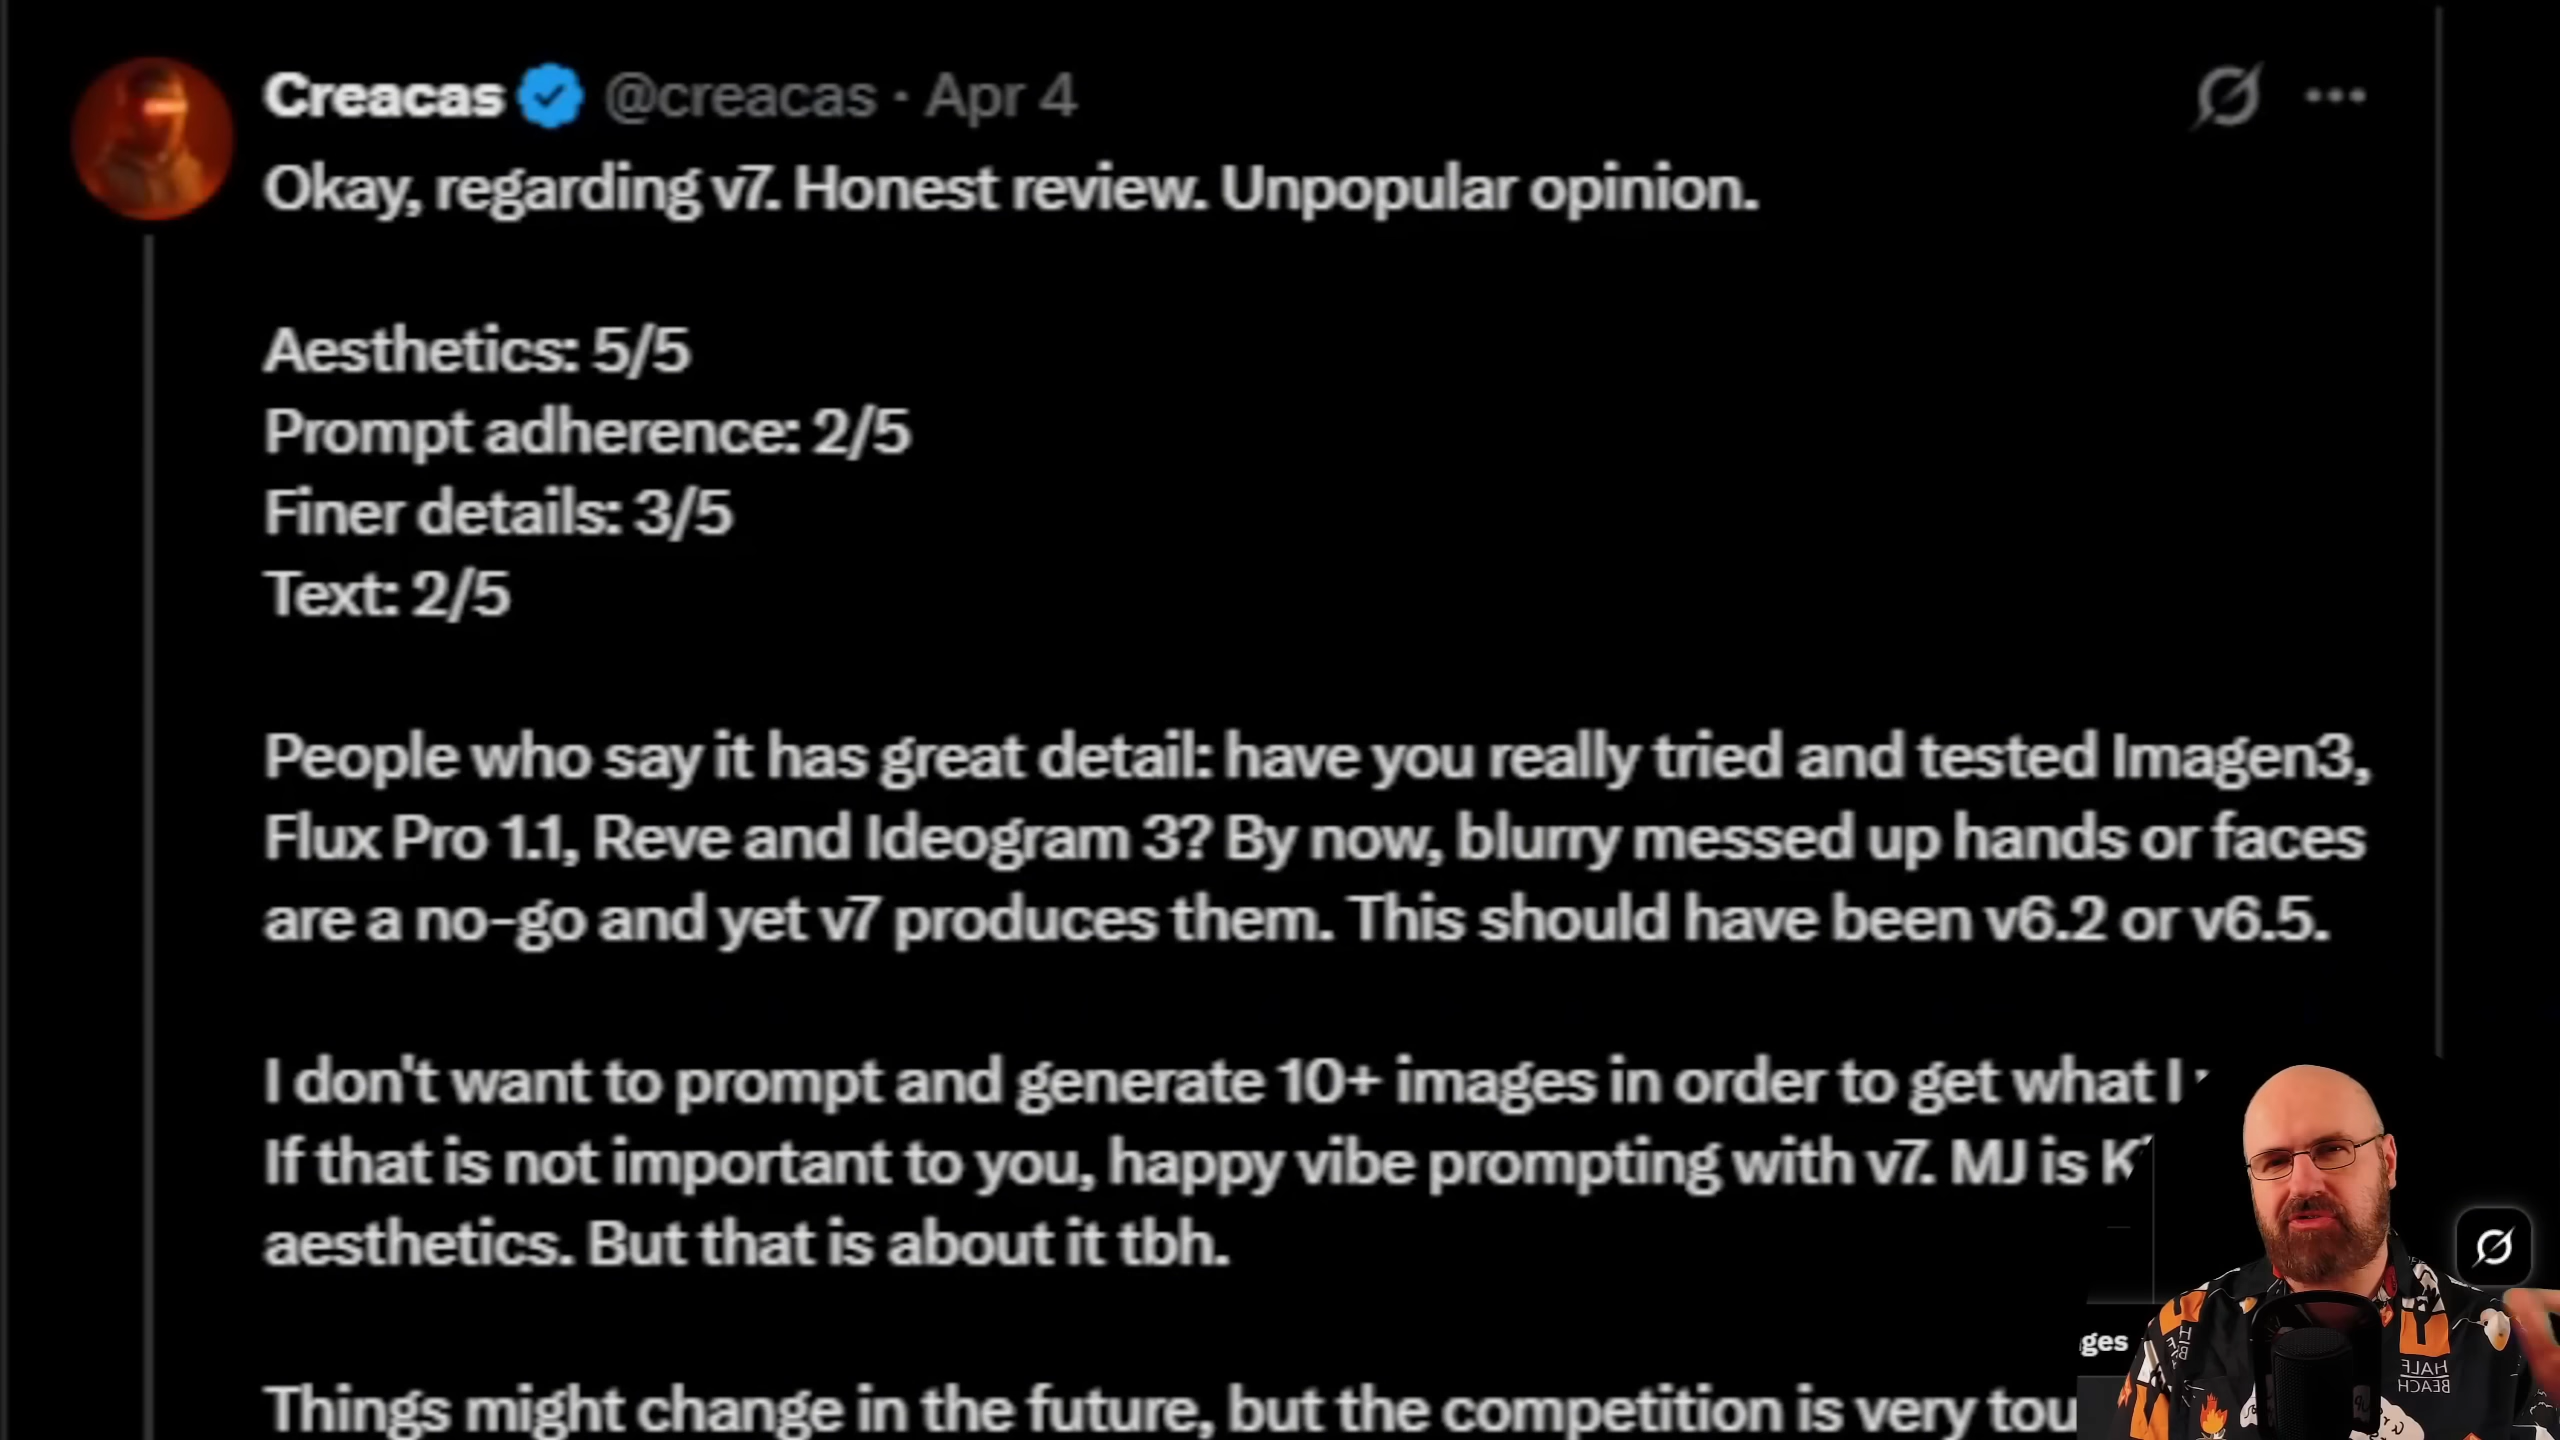 Creacas @creacas · Apr 4
Okay, regarding v7. Honest review. Unpopular opinion.
Aesthetics: 5/5
Prompt adherence: 2/5
Finer details: 3/5
Text: 2/5
People who say it has great detail: have you really tried and tested Imagen3,
Flux Pro 1.1, Reve and Ideogram 3? By now, blurry messed up hands or faces
are a no-go and yet v7 produces them. This should have been v6.2 or v6.5.
I don't want to prompt and generate 10+ images in order to get what I
If that is not important to you, happy vibe prompting with v7. MJ is
aesthetics. But that is about it tbh.
ges
Things might change in the future, but the competition is very tou
HALF
BEACH